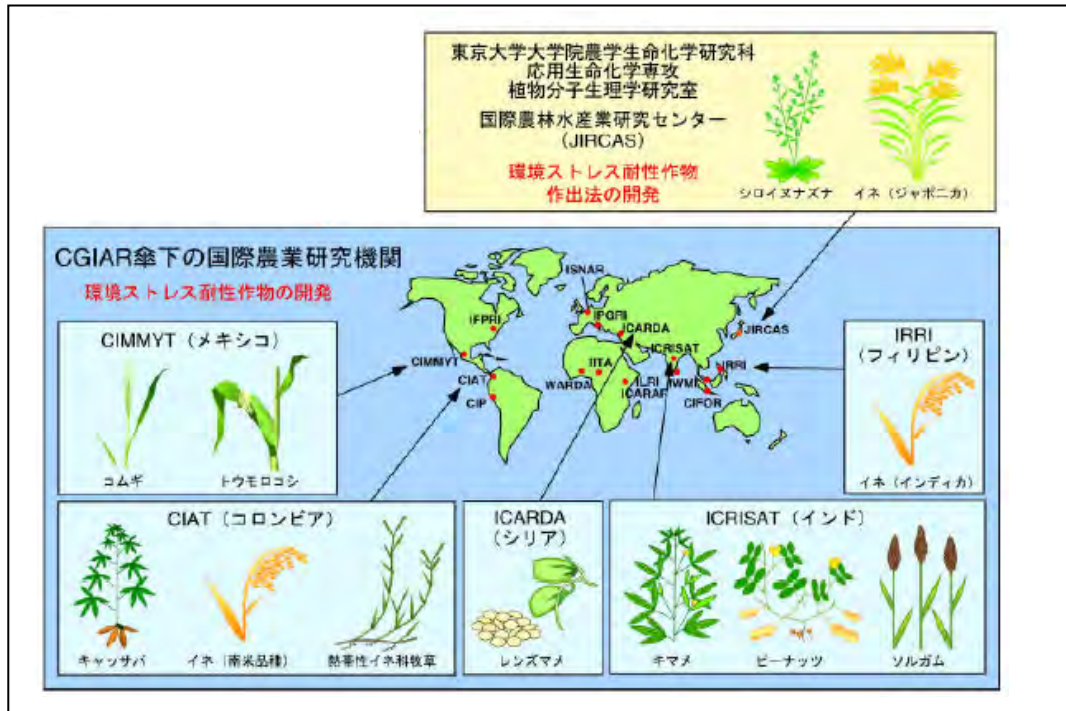 東京大学大学院農学生命化学研究科
応用生命化学専攻
植物分子生理学研究室
国際農林水産業研究センター
(JIRCAS)
環境ストレス耐性作物
作出法の開発
シロイヌナズナ
イネ（ジャポニカ）
CGIAR傘下の国際農業研究機関
環境ストレス耐性作物の開発
ISNAR
IFPRI
IPGRI
ICARDA
JIRCAS
ICRISAT
CIMMYT
IITA
IRRI
CIAT
WARDA
ILRI
IWMI
ICARAF
CIFOR
CIP
CIMMYT（メキシコ）
コムギ
トウモロコシ
IRRI
（フィリピン）
イネ（インディカ）
CIAT（コロンビア）
キャッサバ
イネ（南米品種）
熱帯性イネ科牧草
ICARDA
（シリア）
レンズマメ
ICRISAT（インド）
キマメ
ピーナッツ
ソルガム